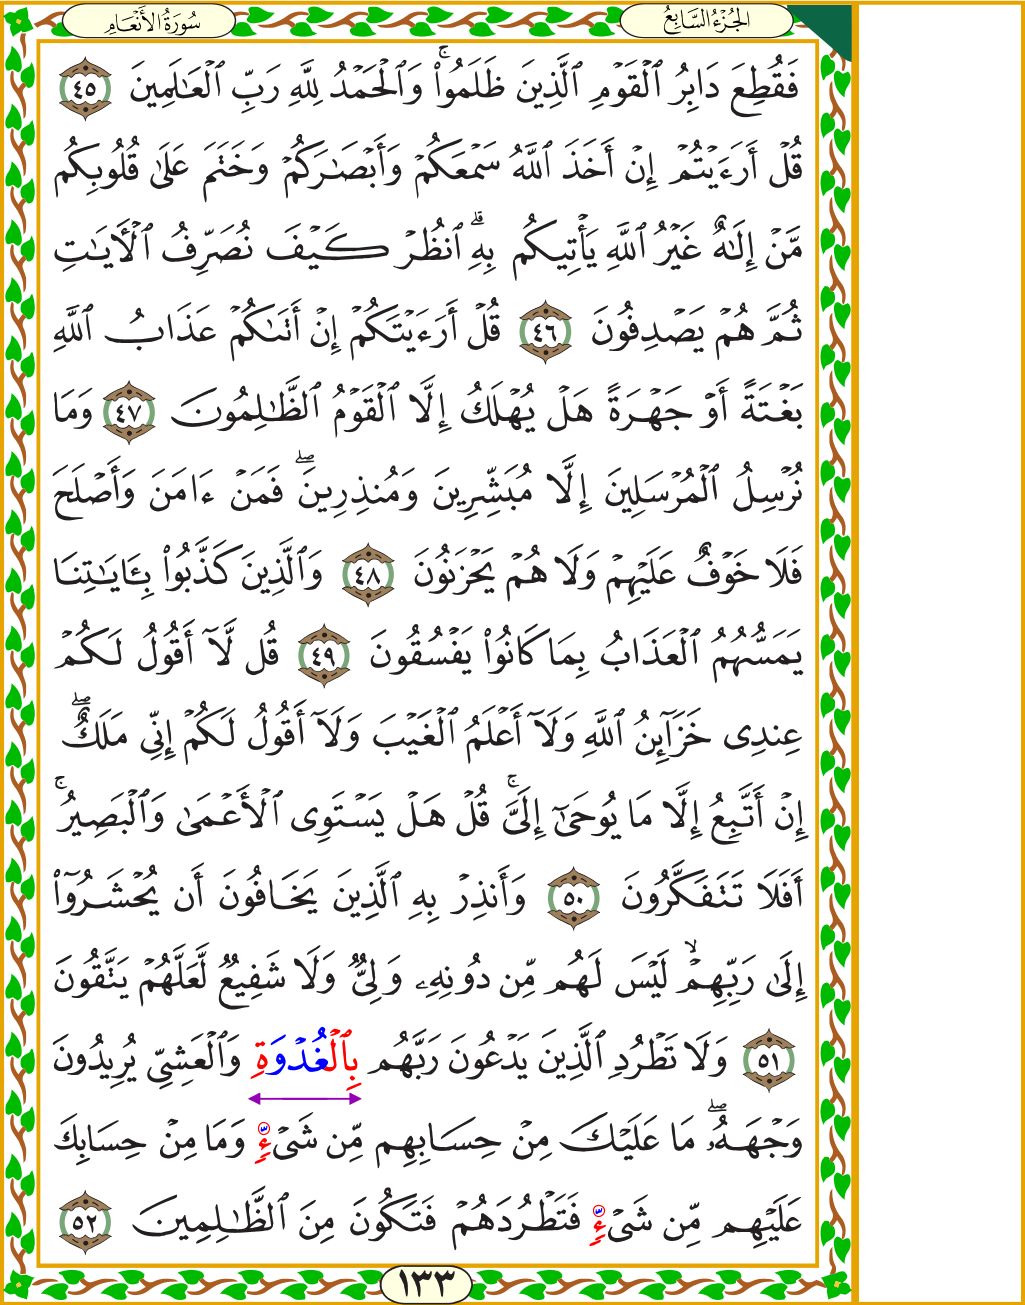 الجُزْءُ السَّابِعُ
سُورَةُ الأَنْعَامِ
فَقُطِعَ دَابِرُ ٱلْقَوْمِ ٱلَّذِينَ ظَلَمُوا۟ۚ وَٱلْحَمْدُ لِلَّهِ رَبِّ ٱلْعَـٰلَمِينَ ٤٥
قُلْ أَرَءَيْتُمْ إِنْ أَخَذَ ٱللَّهُ سَمْعَكُمْ وَأَبْصَـٰرَكُمْ وَخَتَمَ عَلَىٰ قُلُوبِكُم
مَّنْ إِلَـٰهٌ غَيْرُ ٱللَّهِ يَأْتِيكُم بِهِۗ ٱنظُرْ كَيْفَ نُصَرِّفُ ٱلْـَٔايَـٰتِ
ثُمَّ هُمْ يَصْدِفُونَ ٤٦ قُلْ أَرَءَيْتَكُمْ إِنْ أَتَىٰكُمْ عَذَابُ ٱللَّهِ
بَغْتَةً أَوْ جَهْرَةً هَلْ يُهْلَكُ إِلَّا ٱلْقَوْمُ ٱلظَّـٰلِمُونَ ٤٧ وَمَا
نُرْسِلُ ٱلْمُرْسَلِينَ إِلَّا مُبَشِّرِينَ وَمُنذِرِينَۖ فَمَنْ ءَامَنَ وَأَصْلَحَ
فَلَا خَوْفٌ عَلَيْهِمْ وَلَا هُمْ يَحْزَنُونَ ٤٨ وَٱلَّذِينَ كَذَّبُوا۟ بِـَٔايَـٰتِنَا
يَمَسُّهُمُ ٱلْعَذَابُ بِمَا كَانُوا۟ يَفْسُقُونَ ٤٩ قُل لَّآ أَقُولُ لَكُمْ
عِندِى خَزَآئِنُ ٱللَّهِ وَلَآ أَعْلَمُ ٱلْغَيْبَ وَلَآ أَقُولُ لَكُمْ إِنِّى مَلَكٌۖ
إِنْ أَتَّبِعُ إِلَّا مَا يُوحَىٰٓ إِلَىَّۚ قُلْ هَلْ يَسْتَوِى ٱلْأَعْمَىٰ وَٱلْبَصِيرُۚ
أَفَلَا تَتَفَكَّرُونَ ٥٠ وَأَنذِرْ بِهِ ٱلَّذِينَ يَخَافُونَ أَن يُحْشَرُوٓا۟
إِلَىٰ رَبِّهِمْۙ لَيْسَ لَهُم مِّن دُونِهِۦ وَلِىٌّ وَلَا شَفِيعٌ لَّعَلَّهُمْ يَتَّقُونَ
٥١ وَلَا تَطْرُدِ ٱلَّذِينَ يَدْعُونَ رَبَّهُم بِٱلْغُدْوَةِ وَٱلْعَشِىِّ يُرِيدُونَ
وَجْهَهُۥۖ مَا عَلَيْكَ مِنْ حِسَابِهِم مِّن شَىْءٍ وَمَا مِنْ حِسَابِكَ
عَلَيْهِم مِّن شَىْءٍ فَتَطْرُدَهُمْ فَتَكُونَ مِنَ ٱلظَّـٰلِمِينَ ٥٢
١٣٣